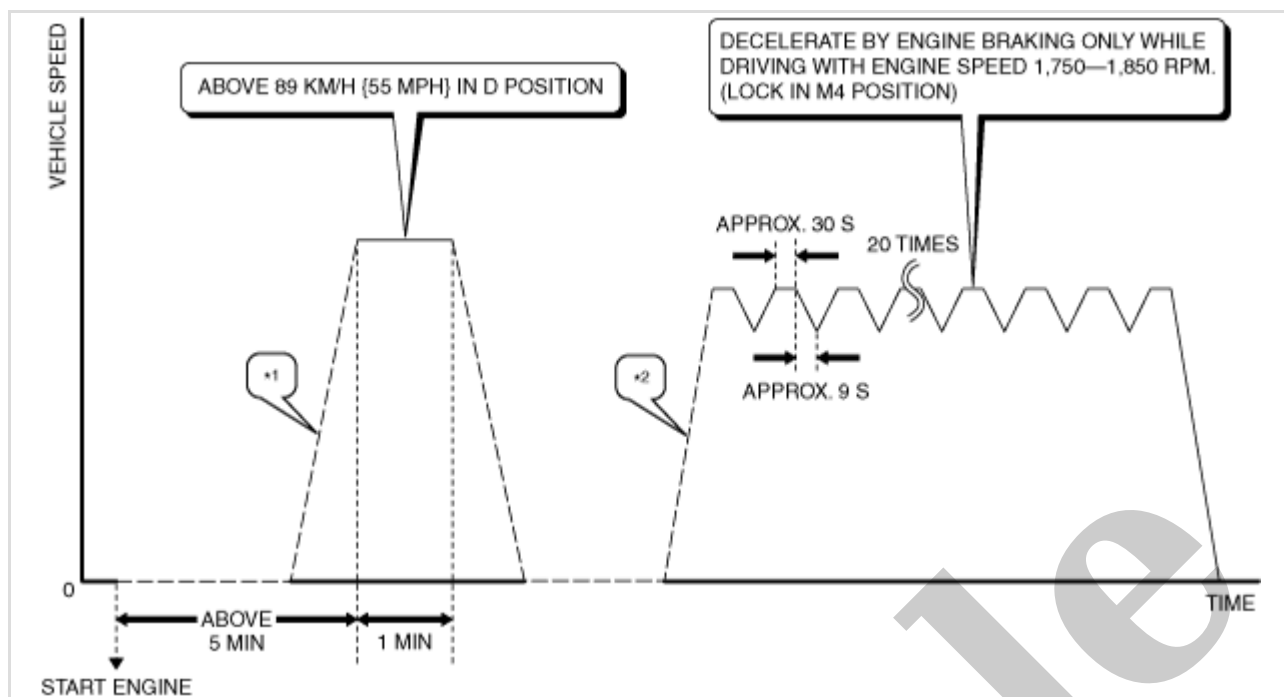 VEHICLE SPEED
ABOVE 89 KM/H {55 MPH} IN D POSITION
DECELERATE BY ENGINE BRAKING ONLY WHILE
DRIVING WITH ENGINE SPEED 1,750—1,850 RPM.
(LOCK IN M4 POSITION)
APPROX. 30 S
20 TIMES
*1
*2
APPROX. 9 S
0
TIME
ABOVE
5 MIN
1 MIN
START ENGINE
le